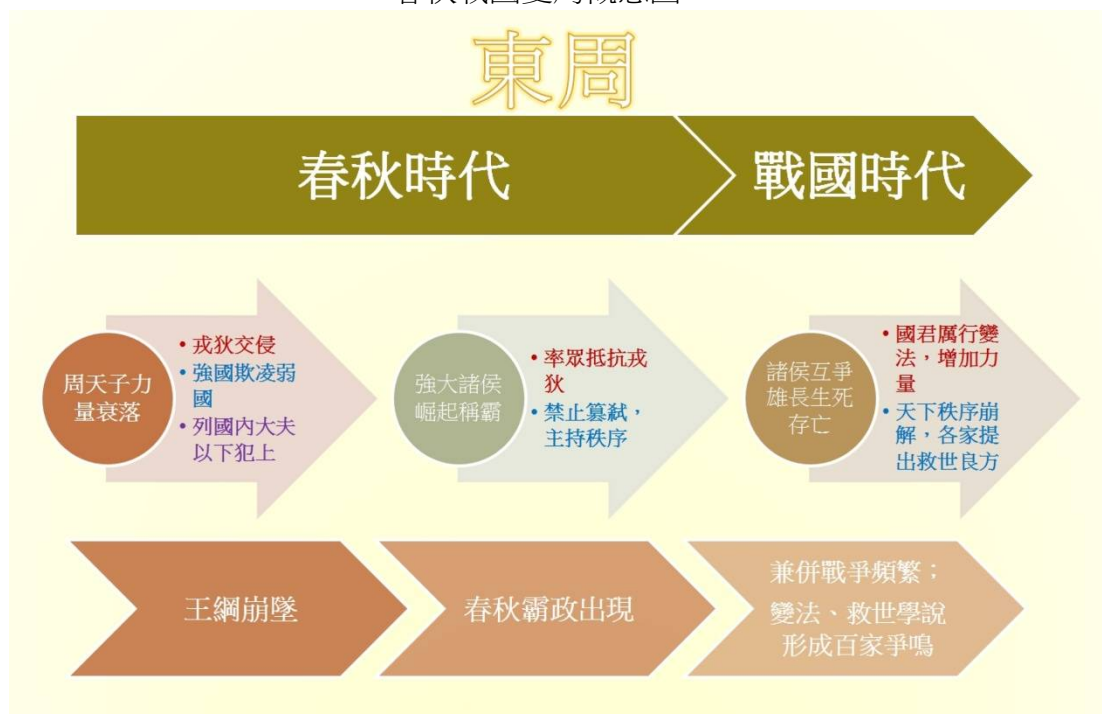 東周
春秋時代
戰國時代
周天子力
量衰落
•戎狄交侵
•強國欺凌弱
國
•列國內大夫
以下犯上
強大諸侯
崛起稱霸
•率眾抵抗戎
狄
•禁止篡弒，
主持秩序
諸侯互爭
雄長生死
存亡
•國君厲行變
法，增加力
量
•天下秩序崩
解，各家提
出救世良方
王綱崩墜
春秋霸政出現
兼併戰爭頻繁；
變法、救世學說
形成百家爭鳴